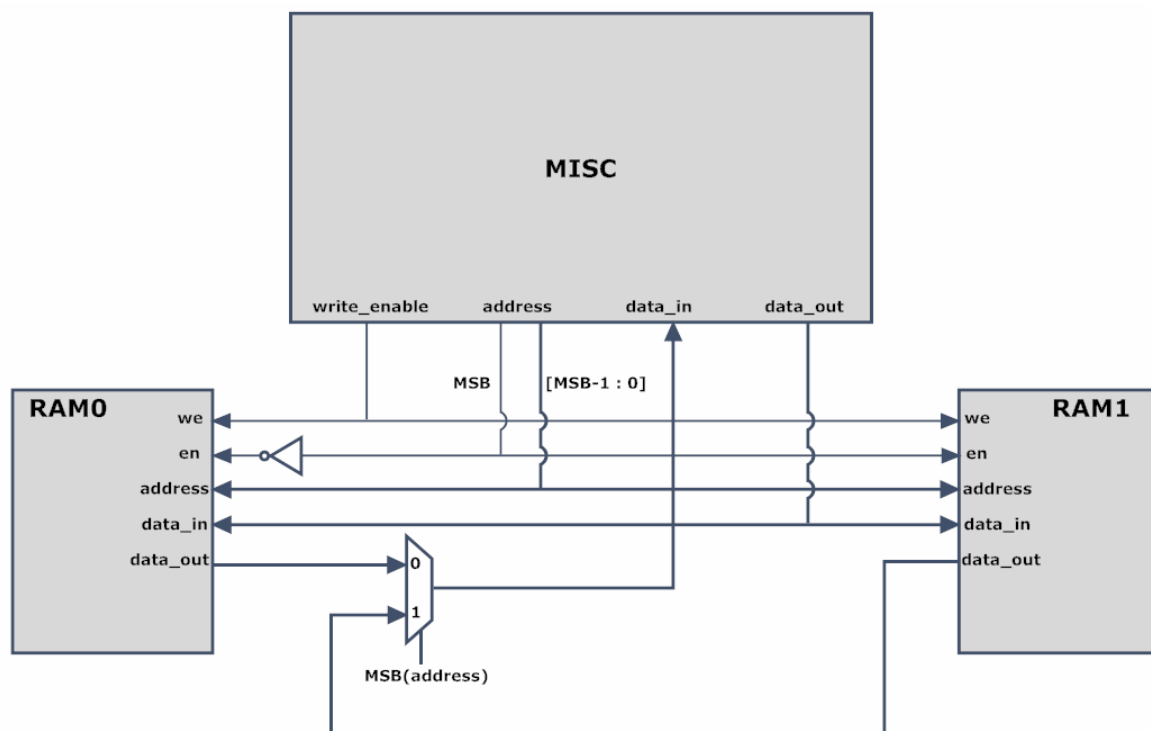 MISC
write_enable address data_in data_out
MSB [MSB-1 : 0]
RAM0 RAM1
we we
en en
address address
data_in data_in
data_out 0 data_out
1
MSB(address)